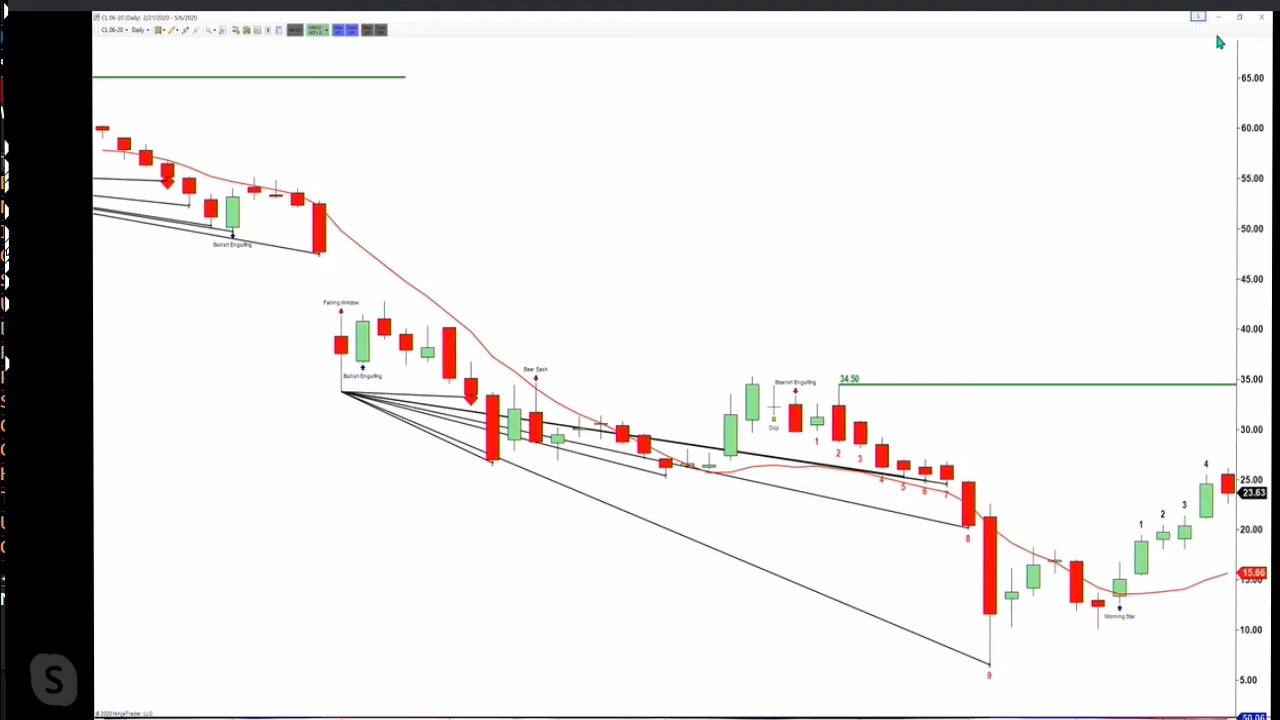 CL 06-20 (Daily) 2/21/2020 - 5/6/2020
L
CL 06-20 Daily
65.00
60.00
55.00
50.00
45.00
40.00
35.00
30.00
25.00
23.63
20.00
15.66
15.00
10.00
5.00
50.06
Bullish Engulfing
Falling Window
Bullish Engulfing
Bear Sash
Bearish Engulfing
Doji
34.50
1
2
3
4
5
6
7
8
9
1
2
3
4
Morning Star
S
© 2020 NinjaTrader, LLC